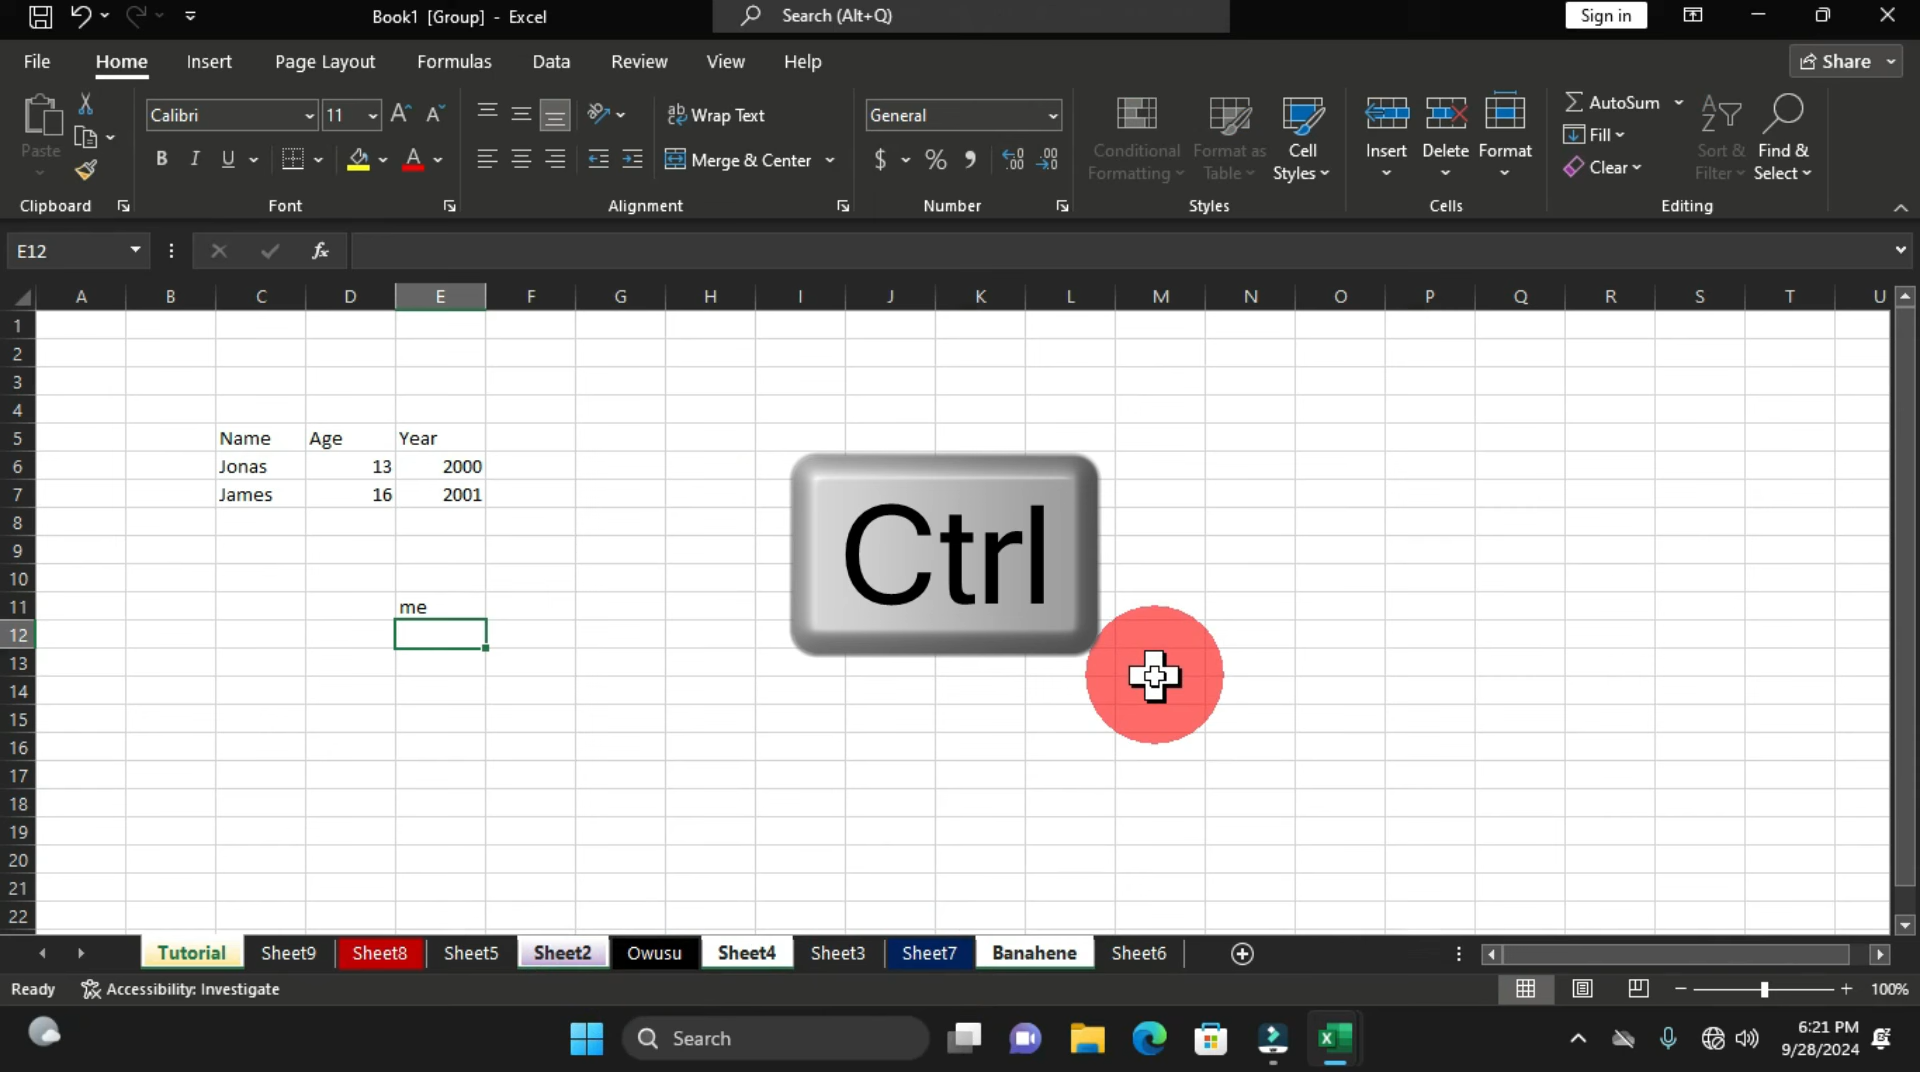 Book1 [Group] - Excel
Search (Alt+Q)
Sign in
File Home Insert Page Layout Formulas Data Review View Help
Share
Paste
Clipboard
Calibri 11
B I U A
Font
Wrap Text
Merge & Center
Alignment
General
$ % ,
Number
Conditional Formatting
Format as Table
Cell Styles
Styles
Insert Delete Format
Cells
AutoSum
Fill
Clear
Sort & Filter
Find & Select
Editing
E12 fx
A B C D E F G H I J K L M N O P Q R S T U
1
2
3
4
5 Name Age Year
6 Jonas 13 2000
7 James 16 2001
8
9
10
11 me
12
13
14
15
16
17
18
19
20
21
22
Ctrl
Tutorial Sheet9 Sheet8 Sheet5 Sheet2 Owusu Sheet4 Sheet3 Sheet7 Banahene Sheet6
Ready Accessibility: Investigate 100%
Search
6:21 PM
9/28/2024